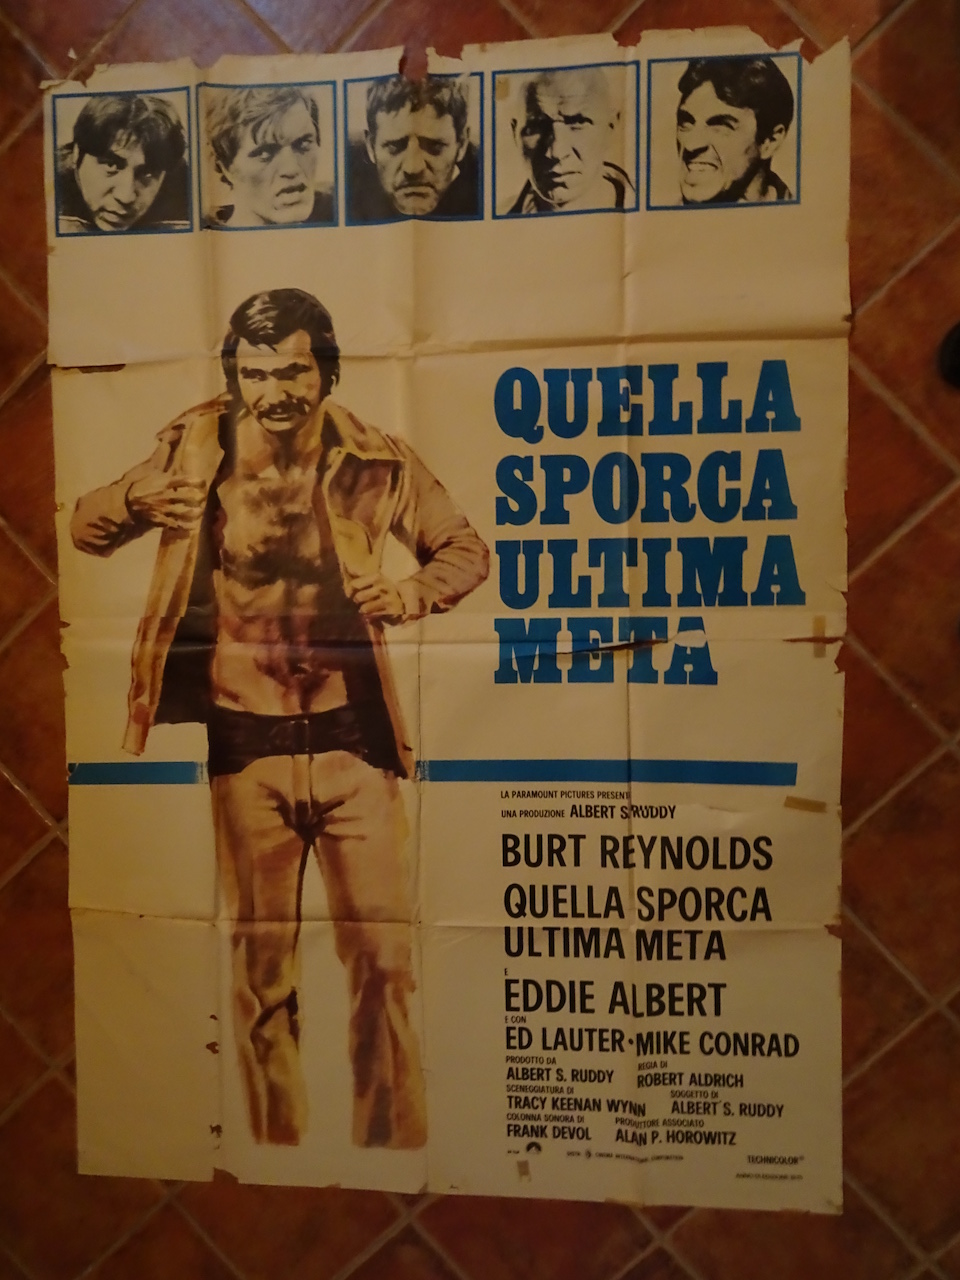 QUELLA
SPORCA
ULTIMA
META
LA PARAMOUNT PICTURES PRESENT
UNA PRODUZIONE ALBERT S. RUDDY
BURT REYNOLDS
QUELLA SPORCA
ULTIMA META
E
EDDIE ALBERT
E CON
ED LAUTER · MIKE CONRAD
PRODOTTO DA
ALBERT S. RUDDY
REGIA DI
ROBERT ALDRICH
SCENEGGIATURA DI
TRACY KEENAN WYNN
SOGGETTO DI
ALBERT S. RUDDY
COLONNA SONORA DI
FRANK DEVOL
PRODUTTORE ASSOCIATO
ALAN P. HOROWITZ
TECHNICOLOR